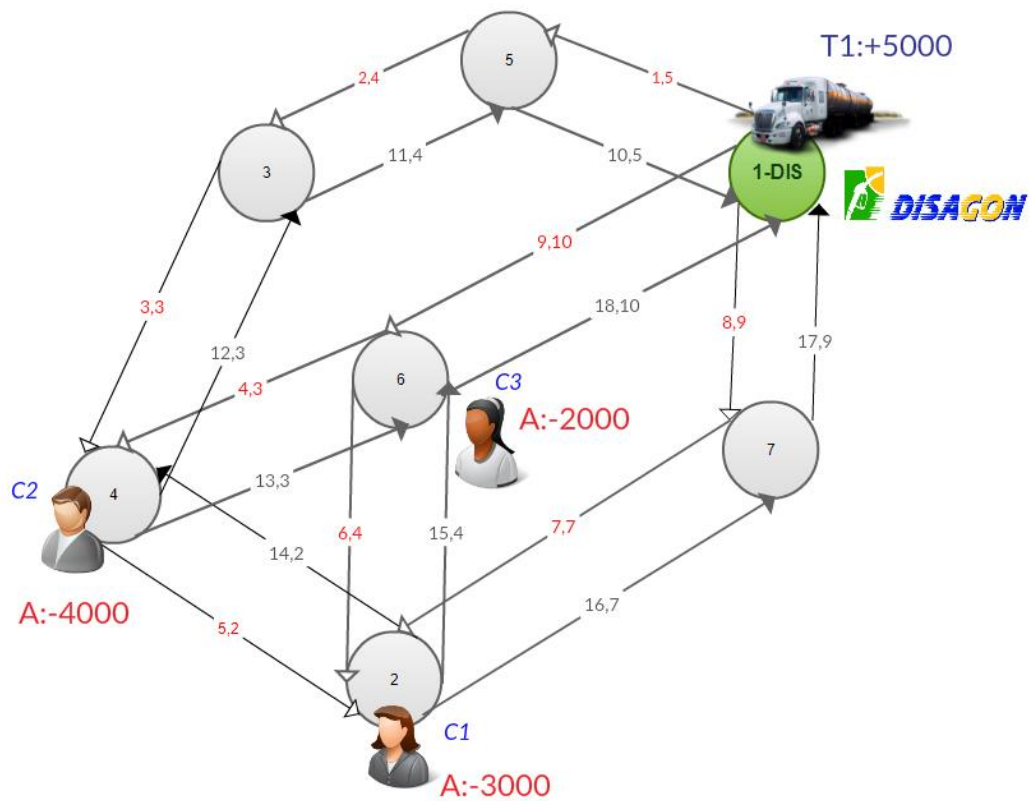 5
T1:+5000
2,4
1,5
3
11,4
10,5
1-DIS
DISAGON
9,10
3,3
18,10
8,9
12,3
17,9
4,3
6
C3
A:-2000
7
C2
4
13,3
6,4
15,4
7,7
14,2
16,7
A:-4000
5,2
2
C1
A:-3000